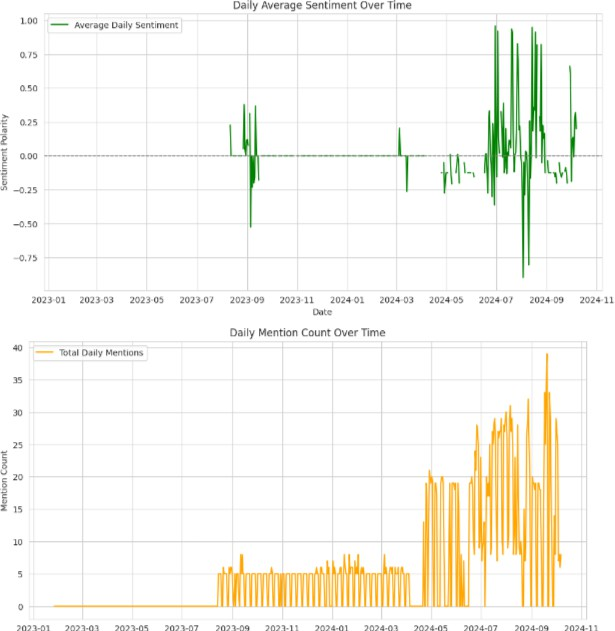 Daily Average Sentiment Over Time
Average Daily Sentiment
1.00
0.75
0.50
0.25
0.00
−0.25
−0.50
−0.75
Sentiment Polarity
2023-01 2023-03 2023-05 2023-07 2023-09 2023-11 2024-01 2024-03 2024-05 2024-07 2024-09 2024-11
Date
Daily Mention Count Over Time
Total Daily Mentions
40
35
30
25
20
15
10
5
0
Mention Count
2023-01 2023-03 2023-05 2023-07 2023-09 2023-11 2024-01 2024-03 2024-05 2024-07 2024-09 2024-11